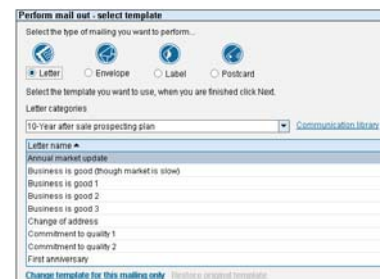 Perform mail out - select template
Select the type of mailing you want to perform...
Letter Envelope Label Postcard
Select the template you want to use, when you are finished click Next.
Letter categories
10-Year after sale prospecting plan Communication library
Letter name
Annual market update
Business is good (though market is slow)
Business is good 1
Business is good 2
Business is good 3
Change of address
Commitment to quality 1
Commitment to quality 2
First anniversary
Change template for this mailing only Restore original template